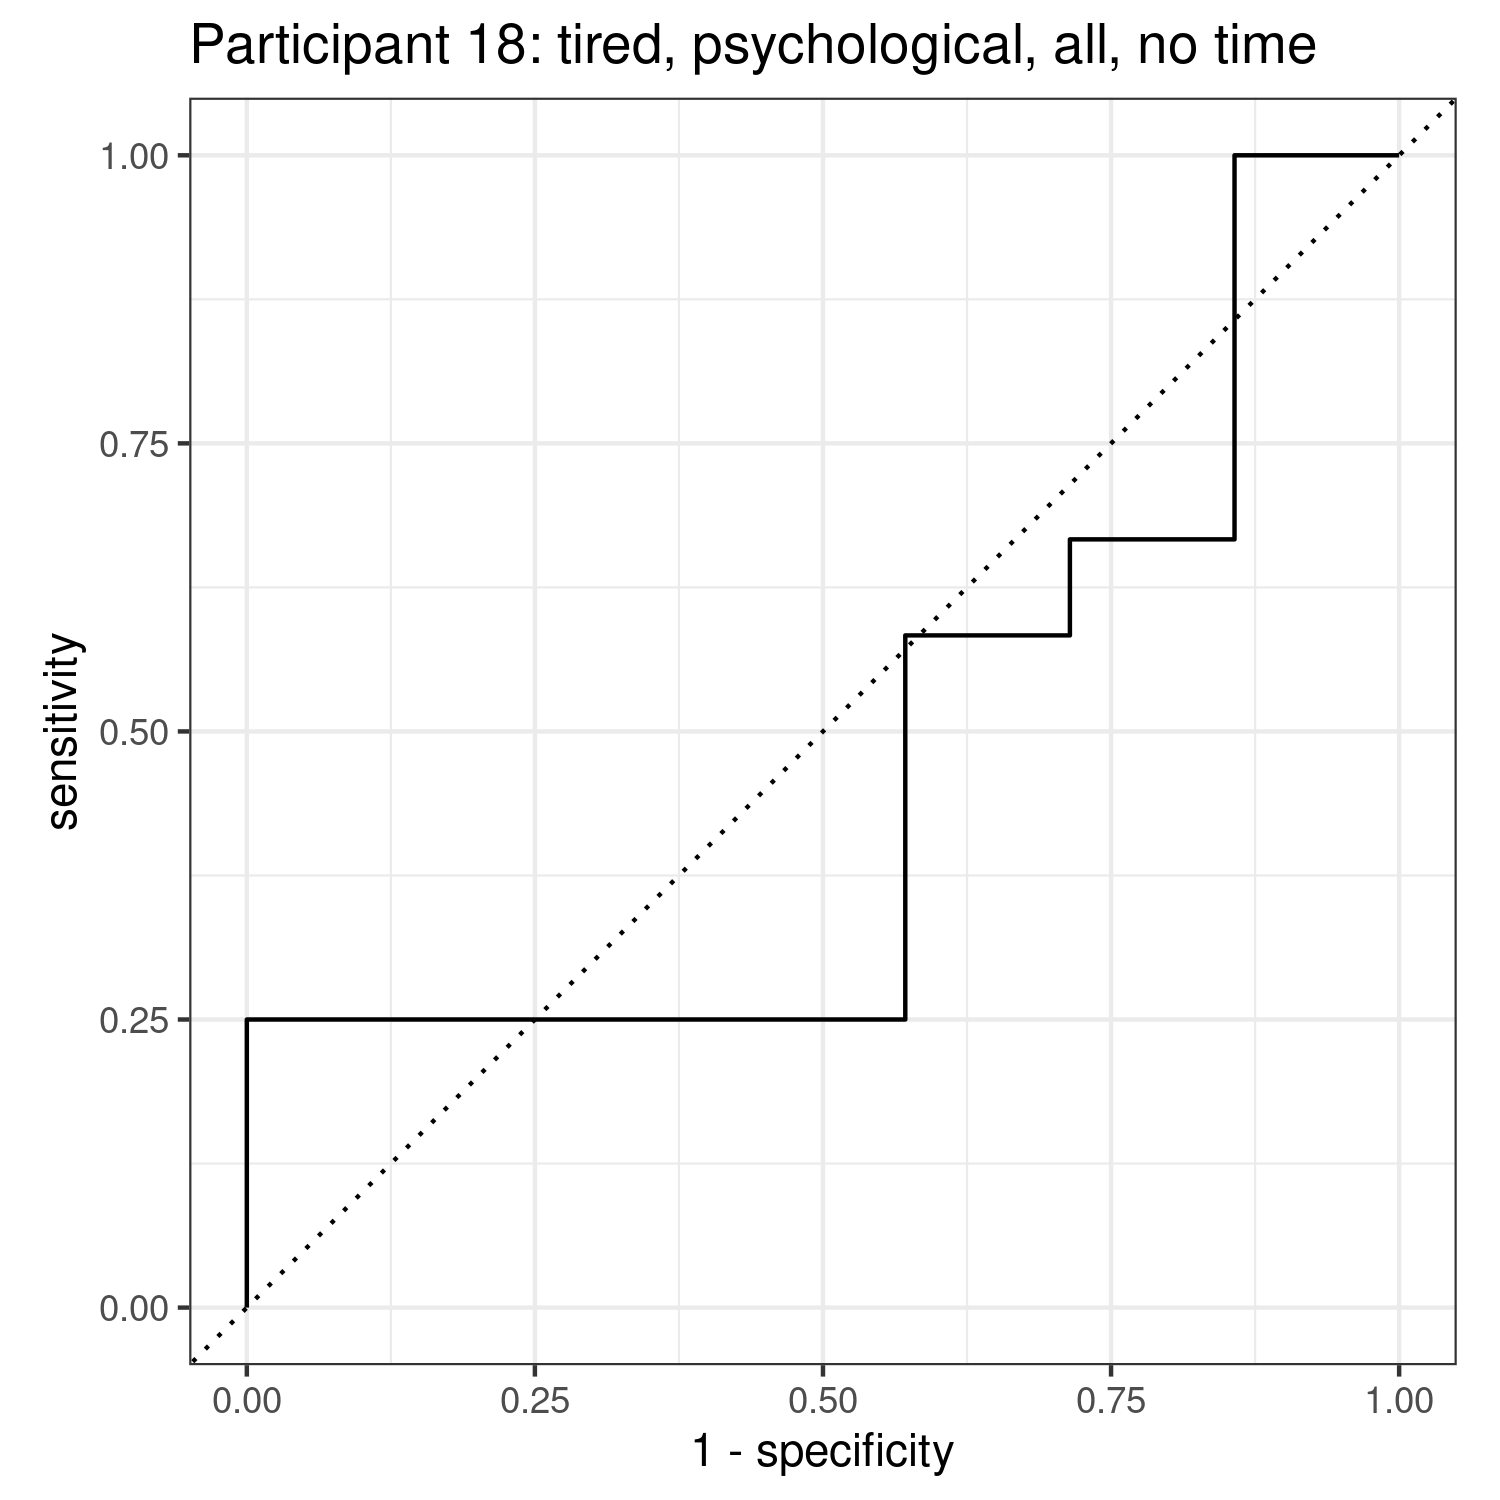 Participant 18: tired, psychological, all, no time
1.00
0.75
0.50
0.25
0.00
sensitivity
0.00 0.25 0.50 0.75 1.00
1 - specificity